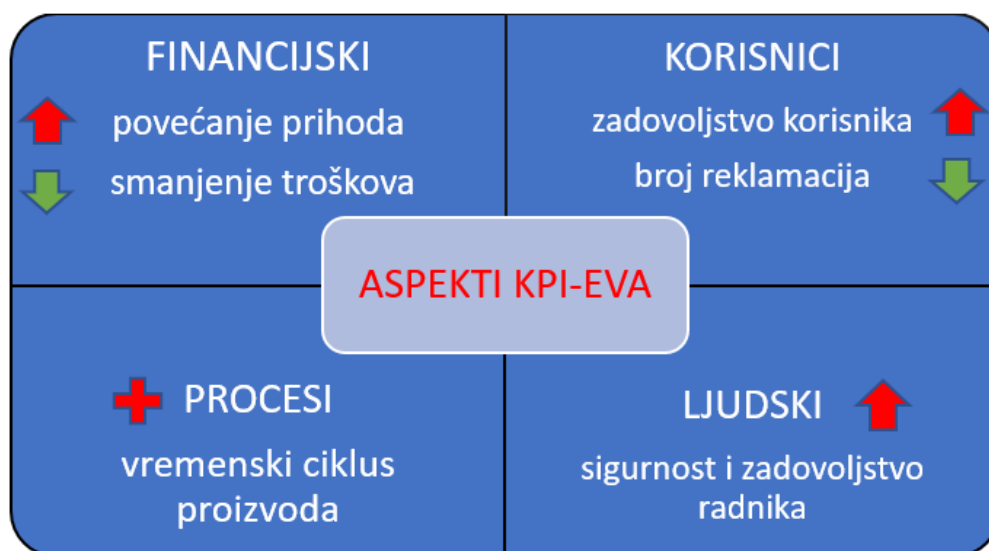 FINANCIJSKI
povećanje prihoda
smanjenje troškova
KORISNICI
zadovoljstvo korisnika
broj reklamacija
ASPEKTI KPI-EVA
PROCESI
vremenski ciklus
proizvoda
LJUDSKI
sigurnost i zadovoljstvo
radnika